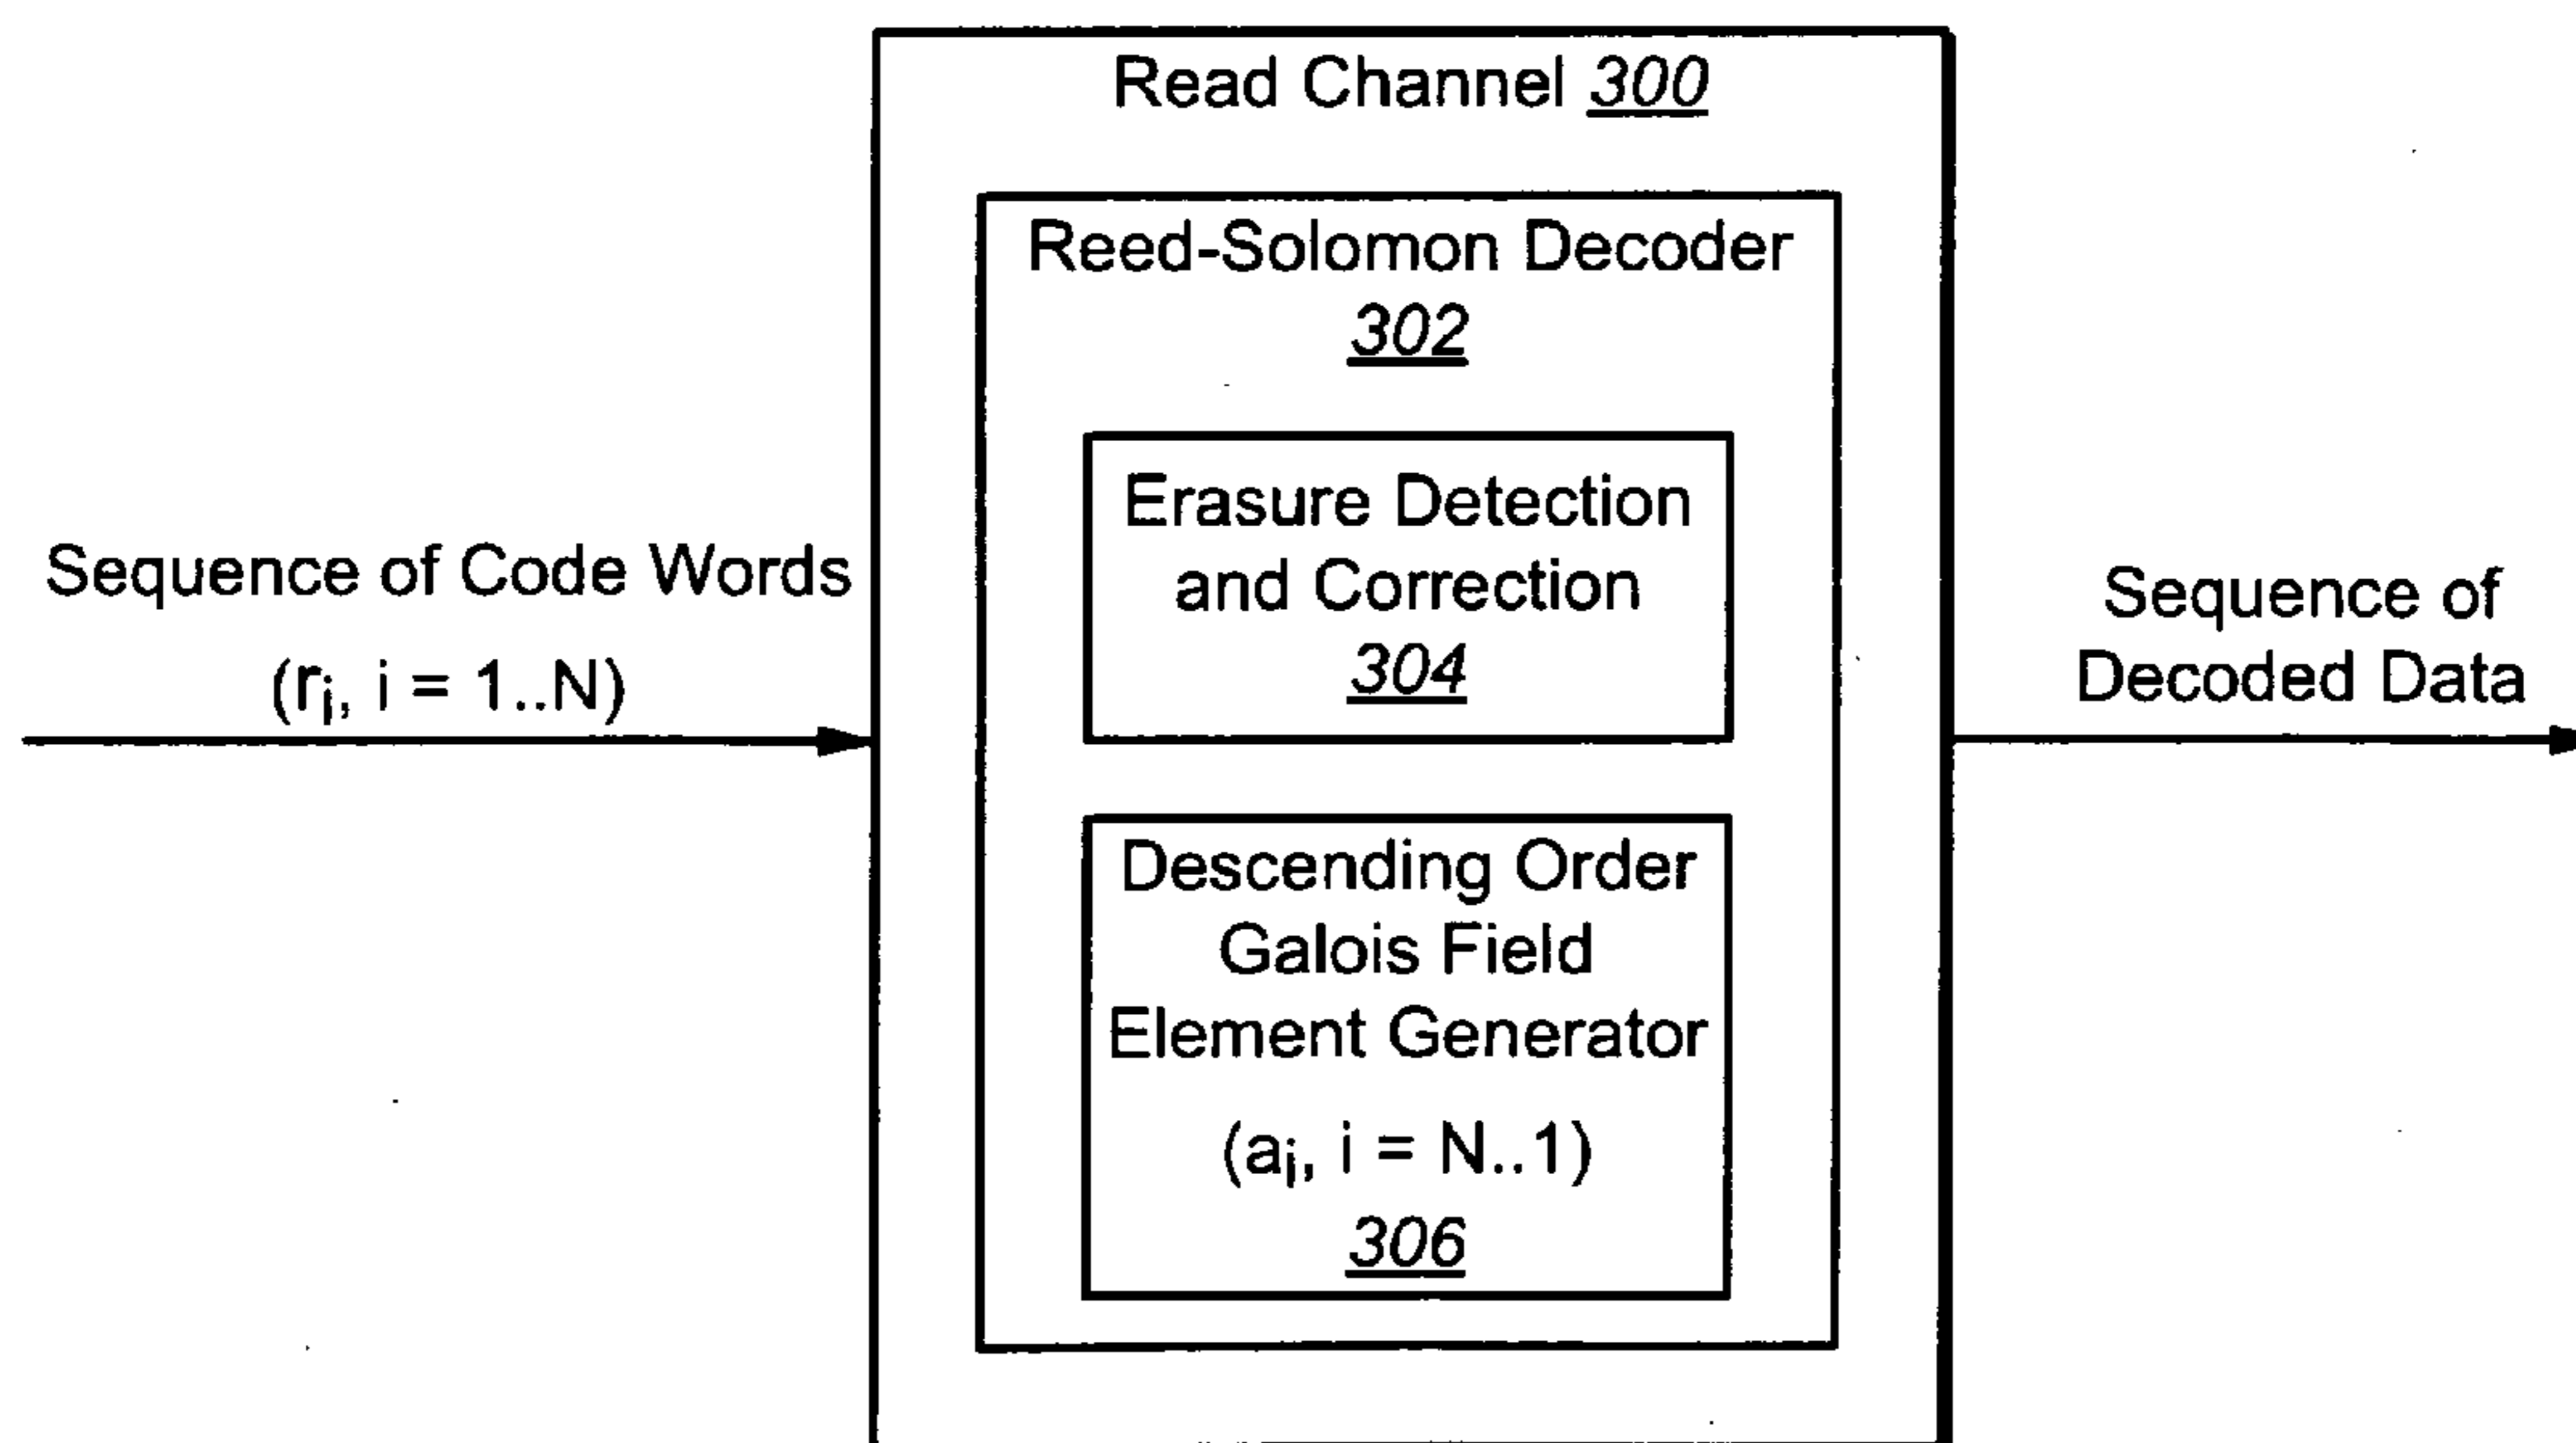 Read Channel 300
Reed-Solomon Decoder
302
Erasure Detection
and Correction
304
Sequence of Code Words
(ri, i = 1..N)
Sequence of
Decoded Data
Descending Order
Galois Field
Element Generator
(ai, i = N..1)
306